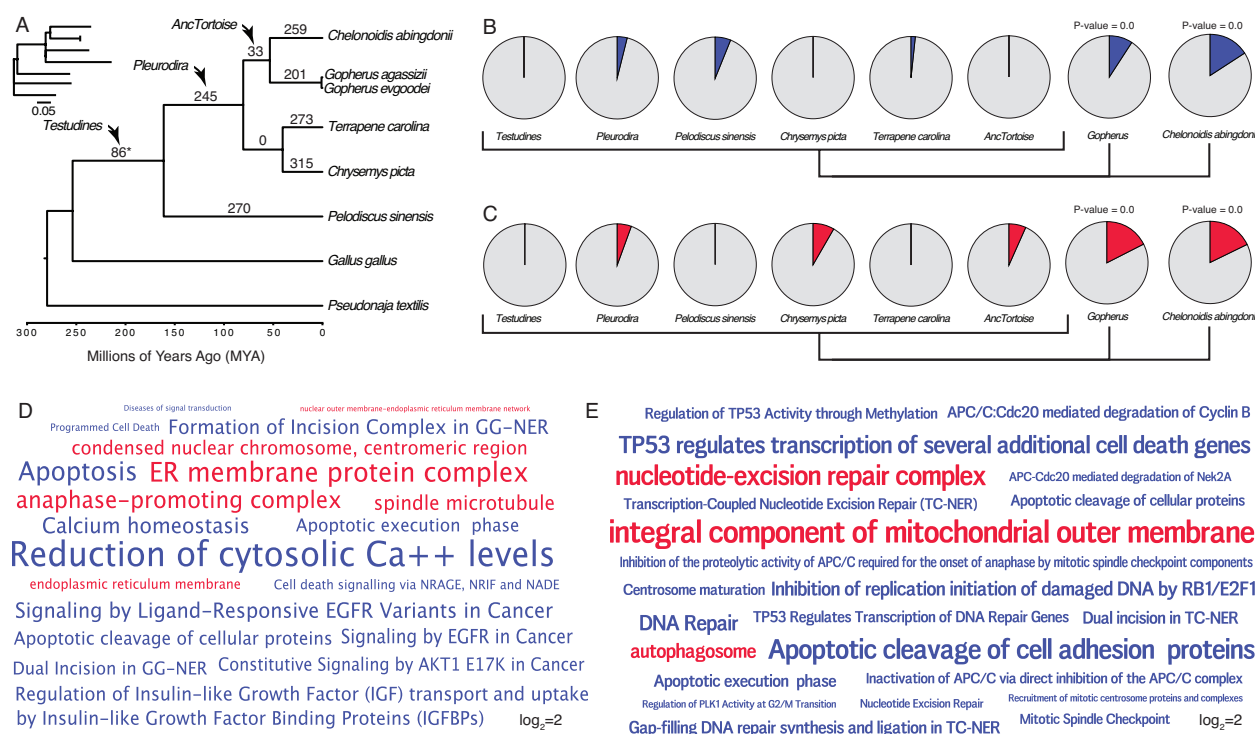 A
AncTortoise
259
Chelonoidis abingdonii
33
Pleurodira
201
Gopherus agassizii
Gopherus evgoodei
0.05
245
Testudines
273
Terrapene carolina
86*
0
315
Chrysemys picta
270
Pelodiscus sinensis
Gallus gallus
Pseudonaja textilis
300 250 200 150 100 50 0
Millions of Years Ago (MYA)
B
P-value = 0.0 P-value = 0.0
Testudines Pleurodira Pelodiscus sinensis Chrysemys picta Terrapene carolina AncTortoise Gopherus Chelonoidis abingdoni
C
P-value = 0.0 P-value = 0.0
Testudines Pleurodira Pelodiscus sinensis Chrysemys picta Terrapene carolina AncTortoise Gopherus Chelonoidis abingdoni
D
Diseases of signal transduction nuclear outer membrane-endoplasmic reticulum membrane network
Programmed Cell Death Formation of Incision Complex in GG-NER
condensed nuclear chromosome, centromeric region
Apoptosis ER membrane protein complex
anaphase-promoting complex spindle microtubule
Calcium homeostasis Apoptotic execution phase
Reduction of cytosolic Ca++ levels
endoplasmic reticulum membrane Cell death signalling via NRAGE, NRIF and NADE
Signaling by Ligand-Responsive EGFR Variants in Cancer
Apoptotic cleavage of cellular proteins Signaling by EGFR in Cancer
Dual Incision in GG-NER Constitutive Signaling by AKT1 E17K in Cancer
Regulation of Insulin-like Growth Factor (IGF) transport and uptake
by Insulin-like Growth Factor Binding Proteins (IGFBPs) log2=2
E
Regulation of TP53 Activity through Methylation APC/C:Cdc20 mediated degradation of Cyclin B
TP53 regulates transcription of several additional cell death genes
nucleotide-excision repair complex APC-Cdc20 mediated degradation of Nek2A
Transcription-Coupled Nucleotide Excision Repair (TC-NER) Apoptotic cleavage of cellular proteins
integral component of mitochondrial outer membrane
Inhibition of the proteolytic activity of APC/C required for the onset of anaphase by mitotic spindle checkpoint components
Centrosome maturation Inhibition of replication initiation of damaged DNA by RB1/E2F1
DNA Repair TP53 Regulates Transcription of DNA Repair Genes Dual incision in TC-NER
autophagosome Apoptotic cleavage of cell adhesion proteins
Apoptotic execution phase Inactivation of APC/C via direct inhibition of the APC/C complex
Regulation of PLK1 Activity at G2/M Transition Nucleotide Excision Repair Recruitment of mitotic centrosome proteins and complexes
Gap-filling DNA repair synthesis and ligation in TC-NER Mitotic Spindle Checkpoint log2=2